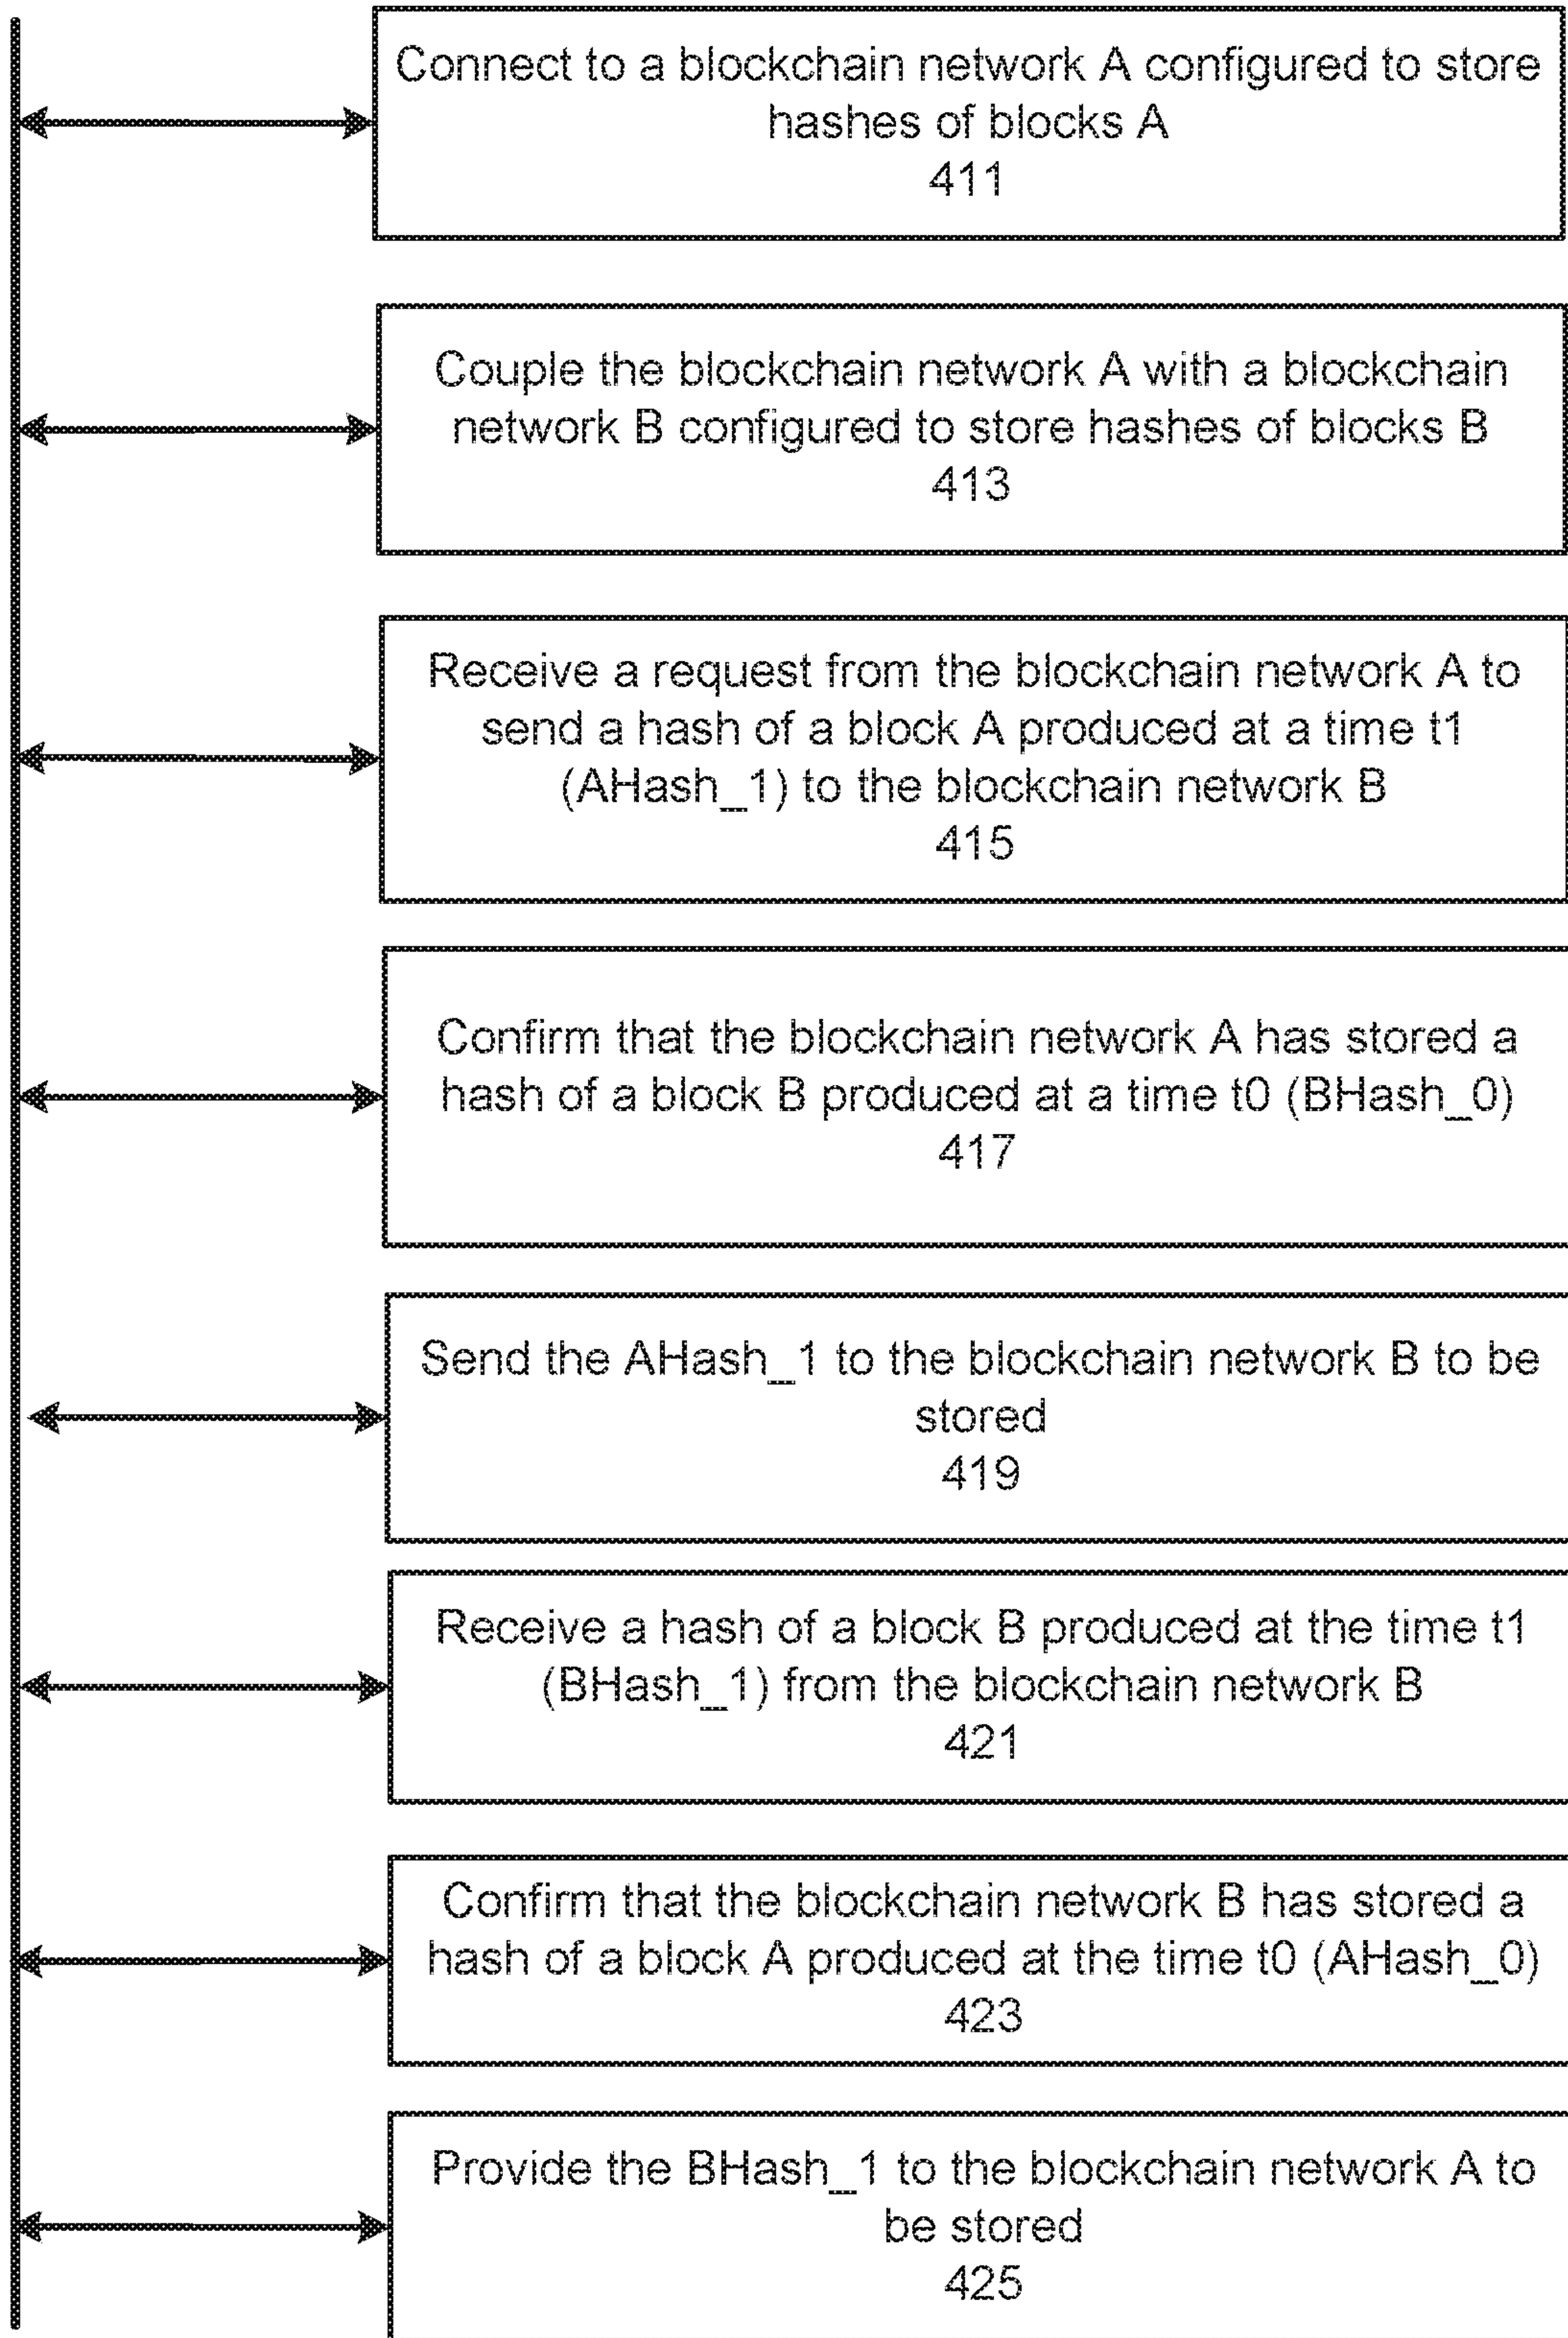 Connect to a blockchain network A configured to store
hashes of blocks A
411
Couple the blockchain network A with a blockchain
network B configured to store hashes of blocks B
413
Receive a request from the blockchain network A to
send a hash of a block A produced at a time t1
(AHash_1) to the blockchain network B
415
Confirm that the blockchain network A has stored a
hash of a block B produced at a time t0 (BHash_0)
417
Send the AHash_1 to the blockchain network B to be
stored
419
Receive a hash of a block B produced at the time t1
(BHash_1) from the blockchain network B
421
Confirm that the blockchain network B has stored a
hash of a block A produced at the time t0 (AHash_0)
423
Provide the BHash_1 to the blockchain network A to
be stored
425